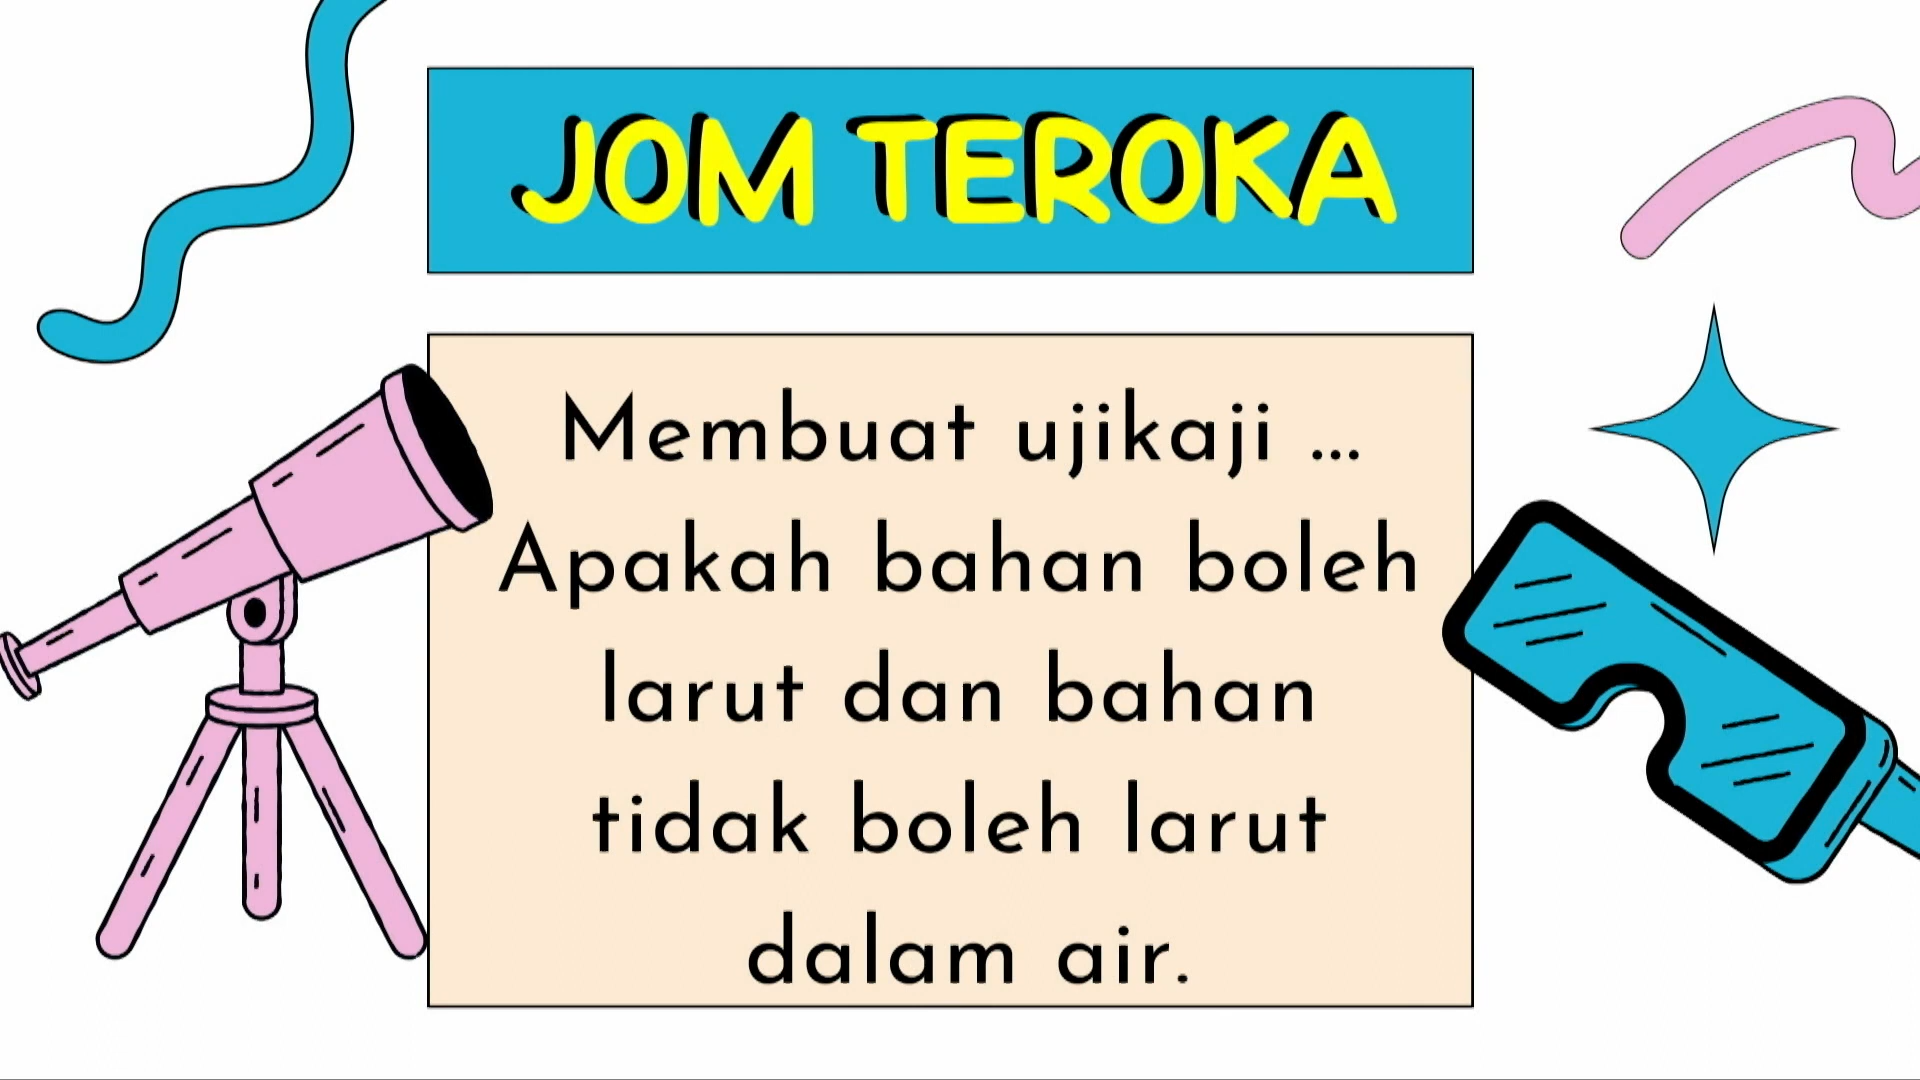 JOM TEROKA
Membuat ujikaji ...
Apakah bahan boleh
larut dan bahan
tidak boleh larut
dalam air.